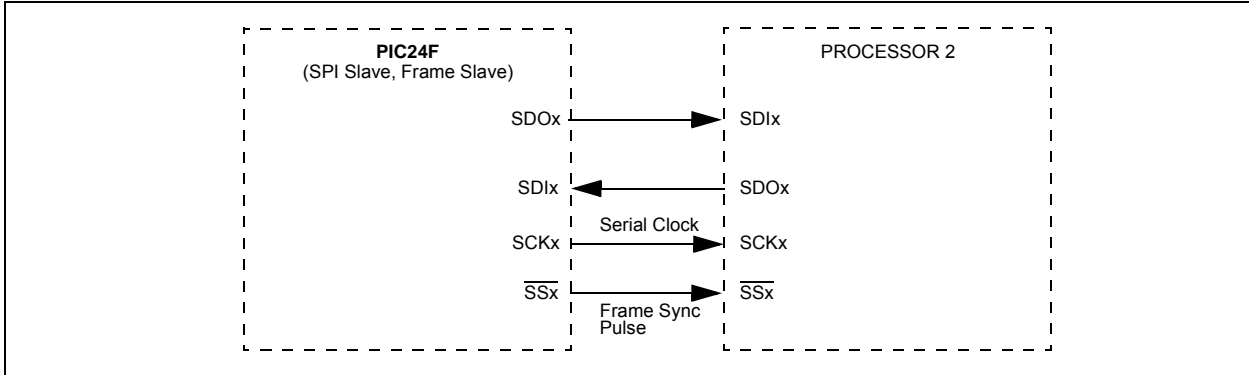 PIC24F
(SPI Slave, Frame Slave)
PROCESSOR 2
SDOx
SDIx
SDIx
SDOx
Serial Clock
SCKx
SCKx
SSx
SSx
Frame Sync
Pulse